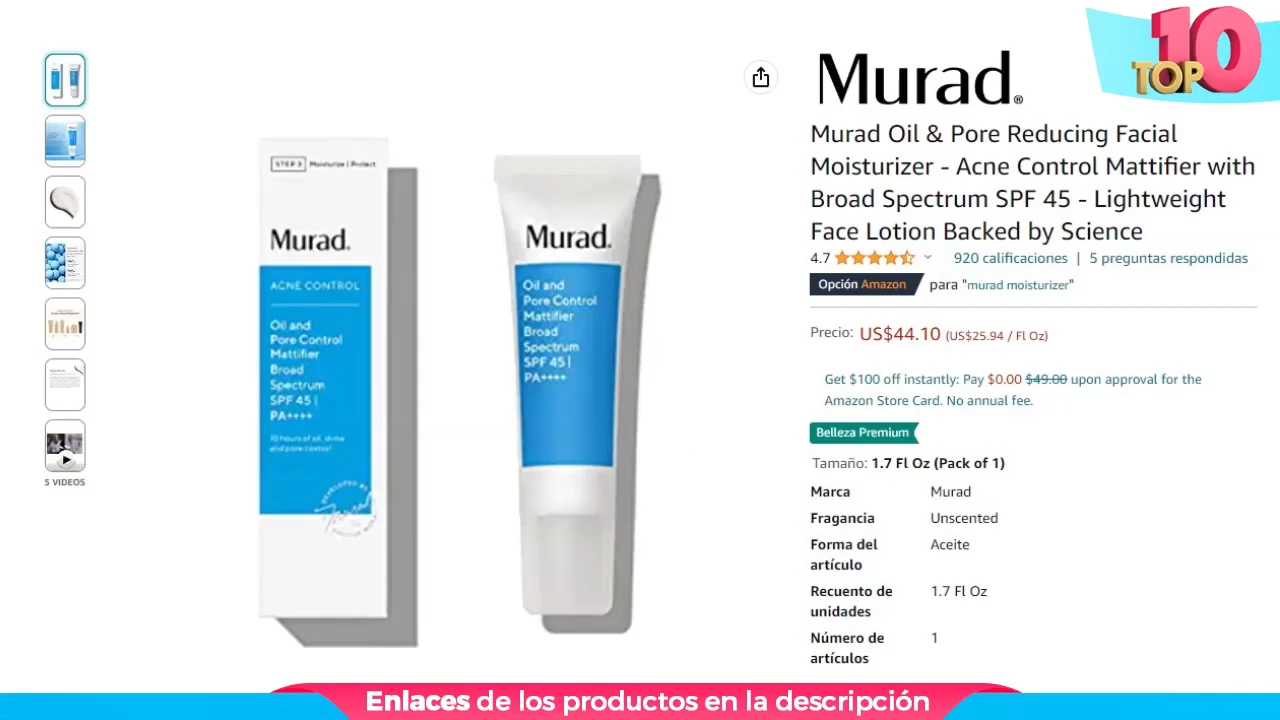 TOP 10
Murad®
Murad Oil & Pore Reducing Facial
Moisturizer - Acne Control Mattifier with
Broad Spectrum SPF 45 - Lightweight
Face Lotion Backed by Science
4.7
920 calificaciones | 5 preguntas respondidas
Opción Amazon para "murad moisturizer"
Precio: US$44.10 (US$25.94 / Fl Oz)
Get $100 off instantly: Pay $0.00 $49.00 upon approval for the
Amazon Store Card. No annual fee.
Belleza Premium
Tamaño: 1.7 Fl Oz (Pack of 1)
Marca Murad
Fragancia Unscented
Forma del Aceite
artículo
Recuento de 1.7 Fl Oz
unidades
Número de 1
artículos
5 VIDEOS
STEP 3 Moisturize | Protect
Murad.
ACNE CONTROL
Oil and
Pore Control
Mattifier
Broad
Spectrum
SPF 45 |
PA++++
10 hours of oil, shine
and pore control
Murad.
Oil and
Pore Control
Mattifier
Broad
Spectrum
SPF 45 |
PA++++
Enlaces de los productos en la descripción